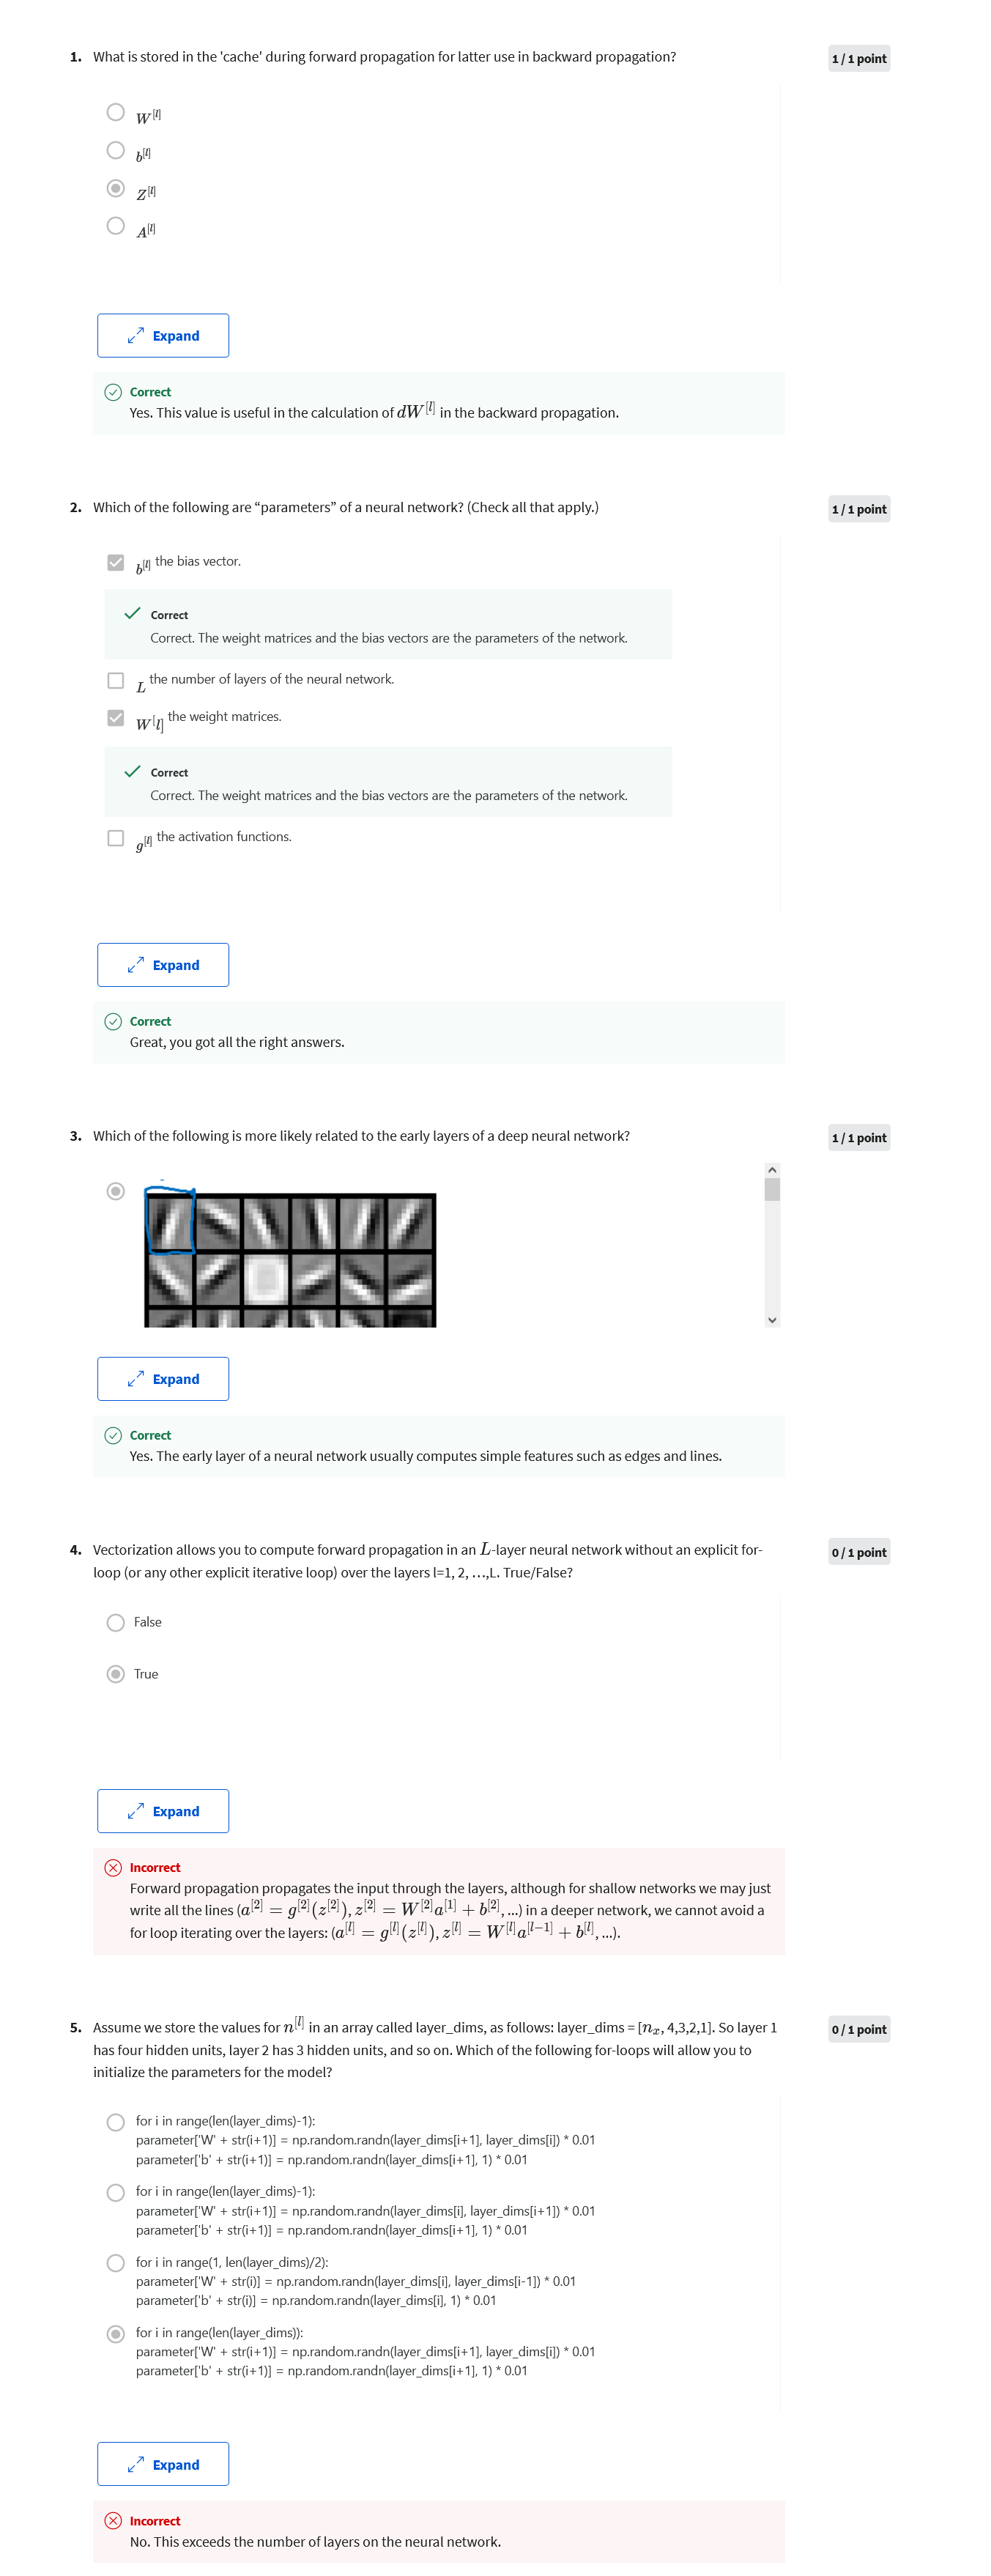 1. What is stored in the 'cache' during forward propagation for latter use in backward propagation?
1 / 1 point
W^[l]
b^[l]
Z^[l]
A^[l]
Expand
Correct
Yes. This value is useful in the calculation of dW^[l] in the backward propagation.
2. Which of the following are “parameters” of a neural network? (Check all that apply.)
1 / 1 point
b^[l] the bias vector.
Correct
Correct. The weight matrices and the bias vectors are the parameters of the network.
L the number of layers of the neural network.
W^[l] the weight matrices.
Correct
Correct. The weight matrices and the bias vectors are the parameters of the network.
g^[l] the activation functions.
Expand
Correct
Great, you got all the right answers.
3. Which of the following is more likely related to the early layers of a deep neural network?
1 / 1 point
Expand
Correct
Yes. The early layer of a neural network usually computes simple features such as edges and lines.
4. Vectorization allows you to compute forward propagation in an L-layer neural network without an explicit for-
loop (or any other explicit iterative loop) over the layers l=1, 2, …,L. True/False?
0 / 1 point
False
True
Expand
Incorrect
Forward propagation propagates the input through the layers, although for shallow networks we may just
write all the lines (a^[2] = g^[2](z^[2]), z^[2] = W^[2]a^[1] + b^[2], ...) in a deeper network, we cannot avoid a
for loop iterating over the layers: (a^[l] = g^[l](z^[l]), z^[l] = W^[l]a^[l−1] + b^[l], ...).
5. Assume we store the values for n^[l] in an array called layer_dims, as follows: layer_dims = [n_x, 4,3,2,1]. So layer 1
has four hidden units, layer 2 has 3 hidden units, and so on. Which of the following for-loops will allow you to
initialize the parameters for the model?
0 / 1 point
for i in range(len(layer_dims)-1):
parameter['W' + str(i+1)] = np.random.randn(layer_dims[i+1], layer_dims[i]) * 0.01
parameter['b' + str(i+1)] = np.random.randn(layer_dims[i+1], 1) * 0.01
for i in range(len(layer_dims)-1):
parameter['W' + str(i+1)] = np.random.randn(layer_dims[i], layer_dims[i+1]) * 0.01
parameter['b' + str(i+1)] = np.random.randn(layer_dims[i+1], 1) * 0.01
for i in range(1, len(layer_dims)/2):
parameter['W' + str(i)] = np.random.randn(layer_dims[i], layer_dims[i-1]) * 0.01
parameter['b' + str(i)] = np.random.randn(layer_dims[i], 1) * 0.01
for i in range(len(layer_dims)):
parameter['W' + str(i+1)] = np.random.randn(layer_dims[i+1], layer_dims[i]) * 0.01
parameter['b' + str(i+1)] = np.random.randn(layer_dims[i+1], 1) * 0.01
Expand
Incorrect
No. This exceeds the number of layers on the neural network.